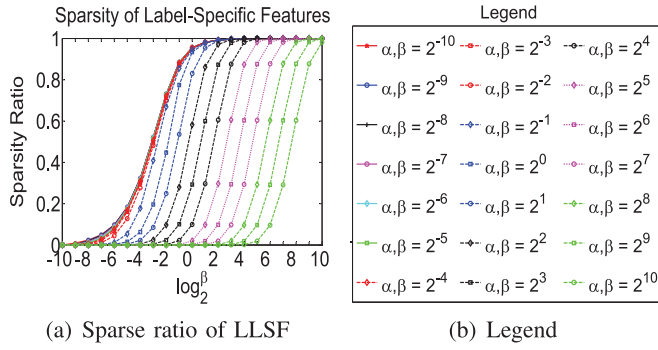 Sparsity of Label-Specific Features
Sparsity Ratio
1
0.8
0.6
0.4
0.2
0
-10 -8 -6 -4 -2 0 2 4 6 8 10
log₂^β
(a) Sparse ratio of LLSF
Legend
α,β = 2⁻¹⁰ α,β = 2⁻³ α,β = 2⁴
α,β = 2⁻⁹ α,β = 2⁻² α,β = 2⁵
α,β = 2⁻⁸ α,β = 2⁻¹ α,β = 2⁶
α,β = 2⁻⁷ α,β = 2⁰ α,β = 2⁷
α,β = 2⁻⁶ α,β = 2¹ α,β = 2⁸
α,β = 2⁻⁵ α,β = 2² α,β = 2⁹
α,β = 2⁻⁴ α,β = 2³ α,β = 2¹⁰
(b) Legend